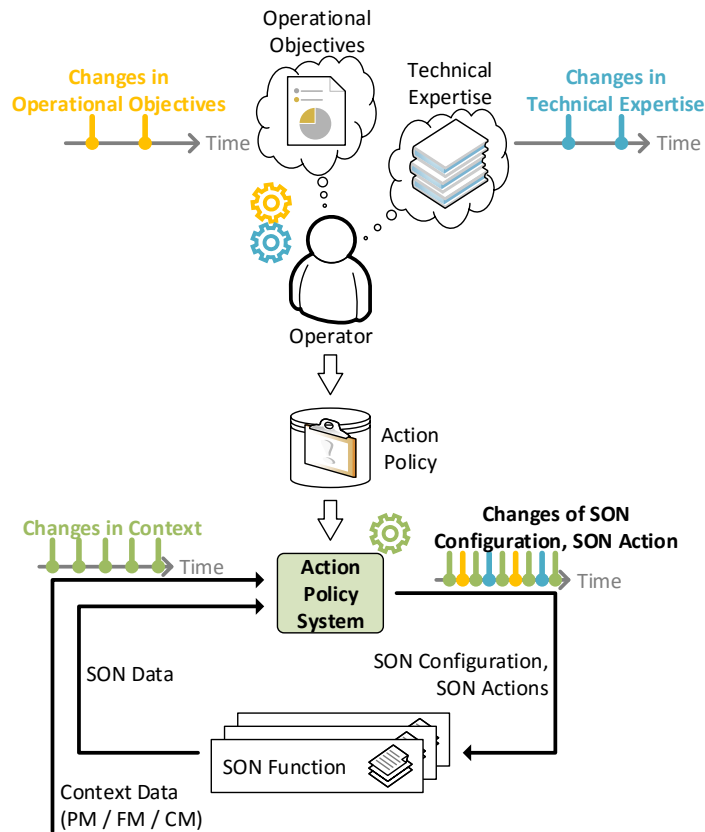 Operational
Objectives
Changes in
Operational Objectives
Time
Technical
Expertise
Changes in
Technical Expertise
Time
Operator
?
Action
Policy
Changes in Context
Time
Changes of SON
Configuration, SON Action
Time
Action
Policy
System
SON Data
SON Configuration,
SON Actions
SON Function
Context Data
(PM / FM / CM)